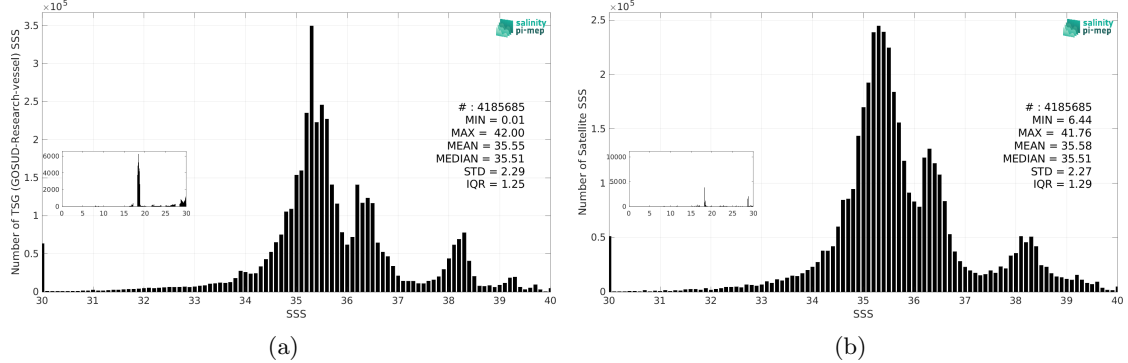 ×10⁵
3.5
3
2.5
2
1.5
1
0.5
0
Number of TSG (GOSUD-Research-vessel) SSS
30 31 32 33 34 35 36 37 38 39 40
SSS
salinity
pi-mep
# : 4185685
MIN = 0.01
MAX = 42.00
MEAN = 35.55
MEDIAN = 35.51
STD = 2.29
IQR = 1.25
6000
4000
2000
0
0 5 10 15 20 25 30
(a)
×10⁵
2.5
2
1.5
1
0.5
0
Number of Satellite SSS
30 31 32 33 34 35 36 37 38 39 40
SSS
salinity
pi-mep
# : 4185685
MIN = 6.44
MAX = 41.76
MEAN = 35.58
MEDIAN = 35.51
STD = 2.27
IQR = 1.29
10000
5000
0
0 5 10 15 20 25 30
(b)